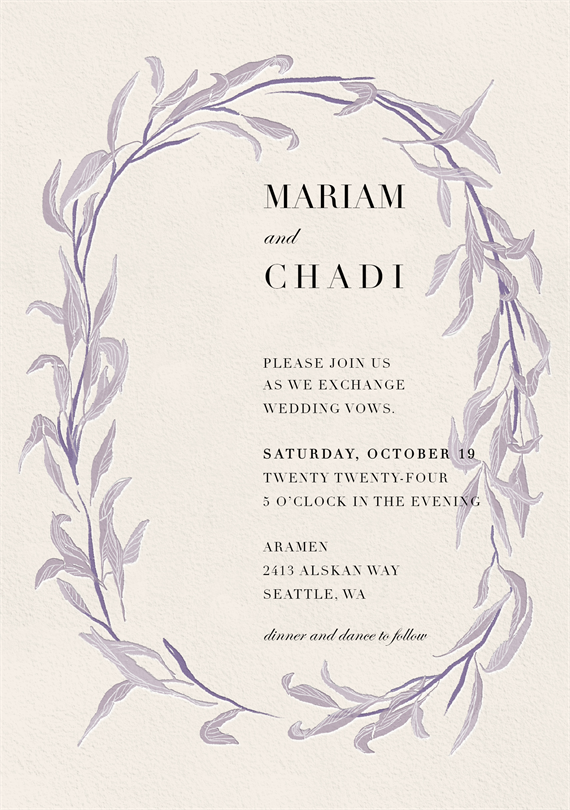 MARIAM
and
CHADI
PLEASE JOIN US
AS WE EXCHANGE
WEDDING VOWS.
SATURDAY, OCTOBER 19
TWENTY TWENTY-FOUR
5 O'CLOCK IN THE EVENING
ARAMEN
2413 ALSKAN WAY
SEATTLE, WA
dinner and dance to follow